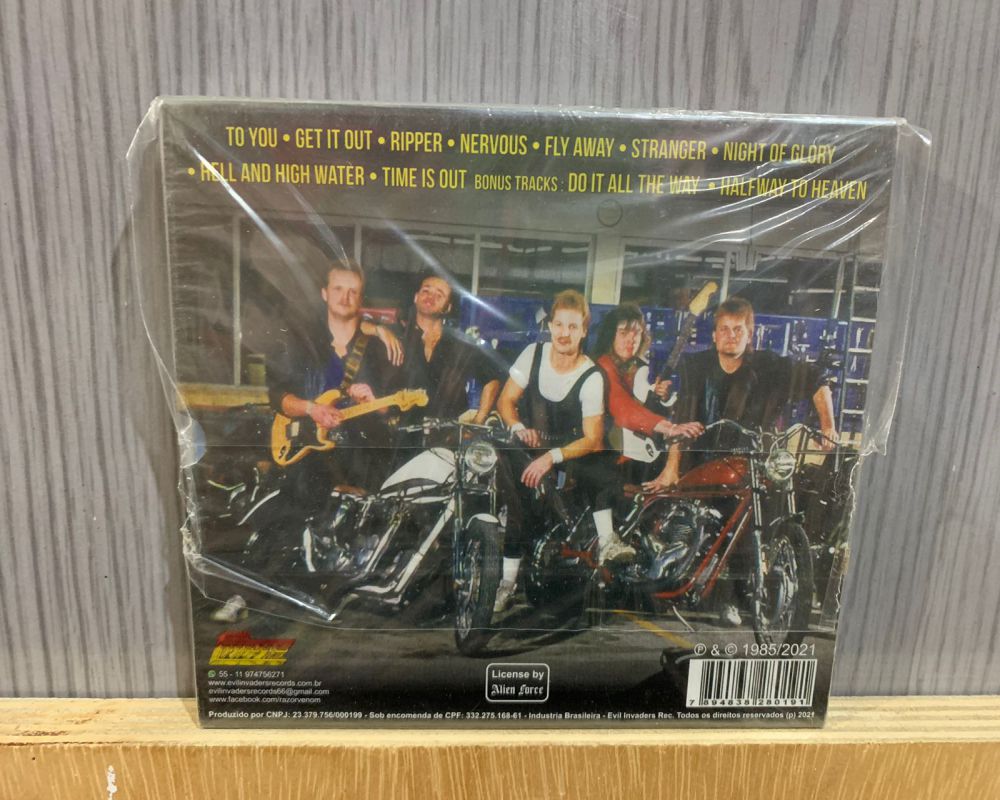 TO YOU • GET IT OUT • RIPPER • NERVOUS • FLY AWAY • STRANGER • NIGHT OF GLORY
• HELL AND HIGH WATER • TIME IS OUT BONUS TRACKS : DO IT ALL THE WAY • HALFWAY TO HEAVEN
55 - 11 974756271
www.evilinvadersrecords.com.br
evilinvadersrecords66@gmail.com
www.facebook.com/razorvenom
License by
Alien Force
℗ & © 1985/2021
7 894838 280191
Produzido por CNPJ: 23.379.756/000199 - Sob encomenda de CPF: 332.275.168-61 - Industria Brasileira - Evil Invaders Rec. Todos os direitos reservados (p) 2021